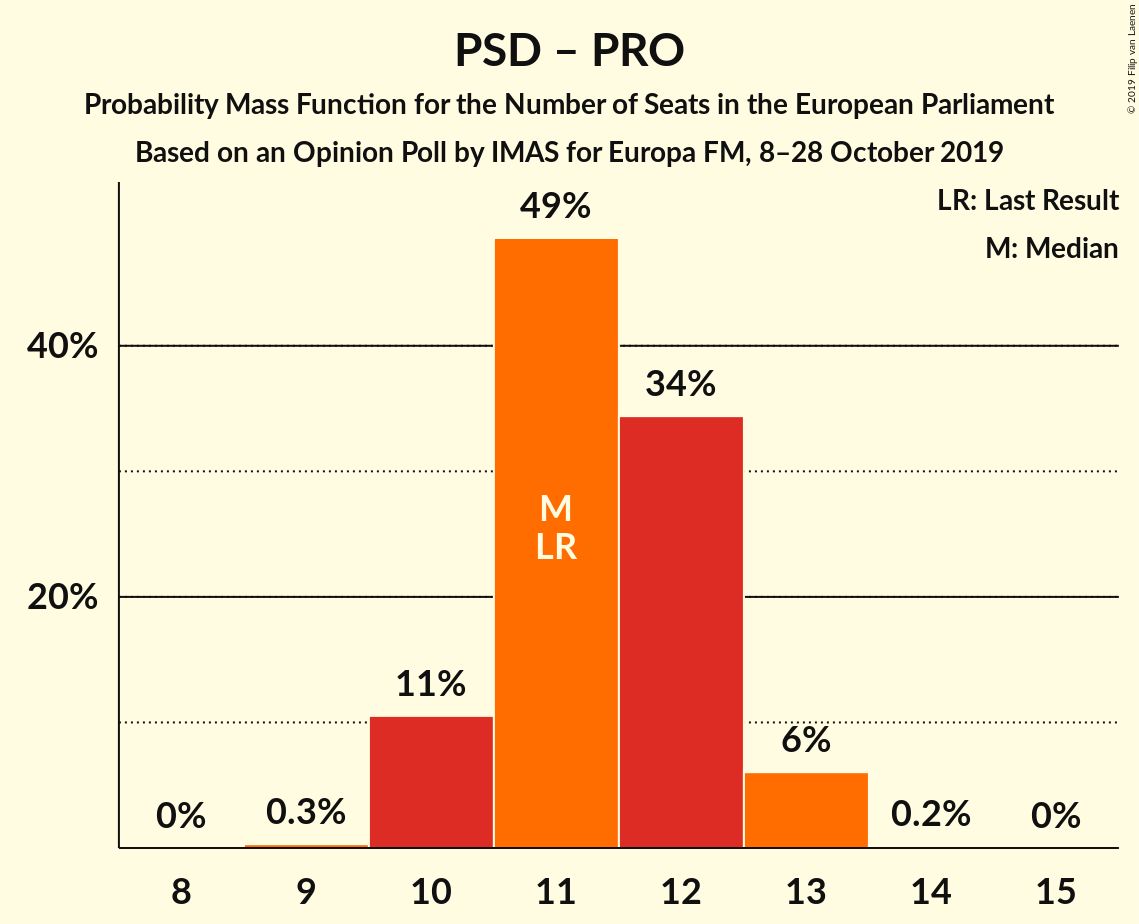 PSD – PRO
Probability Mass Function for the Number of Seats in the European Parliament
Based on an Opinion Poll by IMAS for Europa FM, 8–28 October 2019
© 2019 Filip van Laenen
LR: Last Result
M: Median
49%
40%
34%
M
LR
20%
11%
6%
0%
0.3%
0.2%
0%
8
9
10
11
12
13
14
15